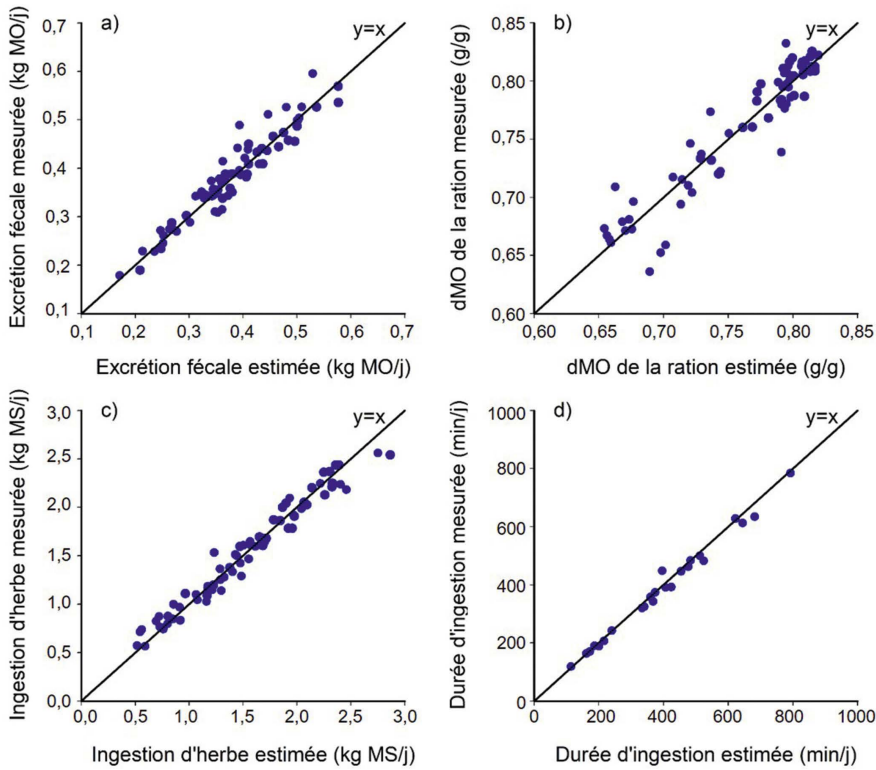 a)
y=x
Excrétion fécale mesurée (kg MO/j)
0,7
0,6
0,5
0,4
0,3
0,2
0,1
0,1 0,2 0,3 0,4 0,5 0,6 0,7
Excrétion fécale estimée (kg MO/j)
b)
y=x
dMO de la ration mesurée (g/g)
0,85
0,80
0,75
0,70
0,65
0,60
0,60 0,65 0,70 0,75 0,80 0,85
dMO de la ration estimée (g/g)
c)
y=x
Ingestion d'herbe mesurée (kg MS/j)
3,0
2,5
2,0
1,5
1,0
0,5
0,0
0,0 0,5 1,0 1,5 2,0 2,5 3,0
Ingestion d'herbe estimée (kg MS/j)
d)
y=x
Durée d'ingestion mesurée (min/j)
1000
800
600
400
200
0
0 200 400 600 800 1000
Durée d'ingestion estimée (min/j)